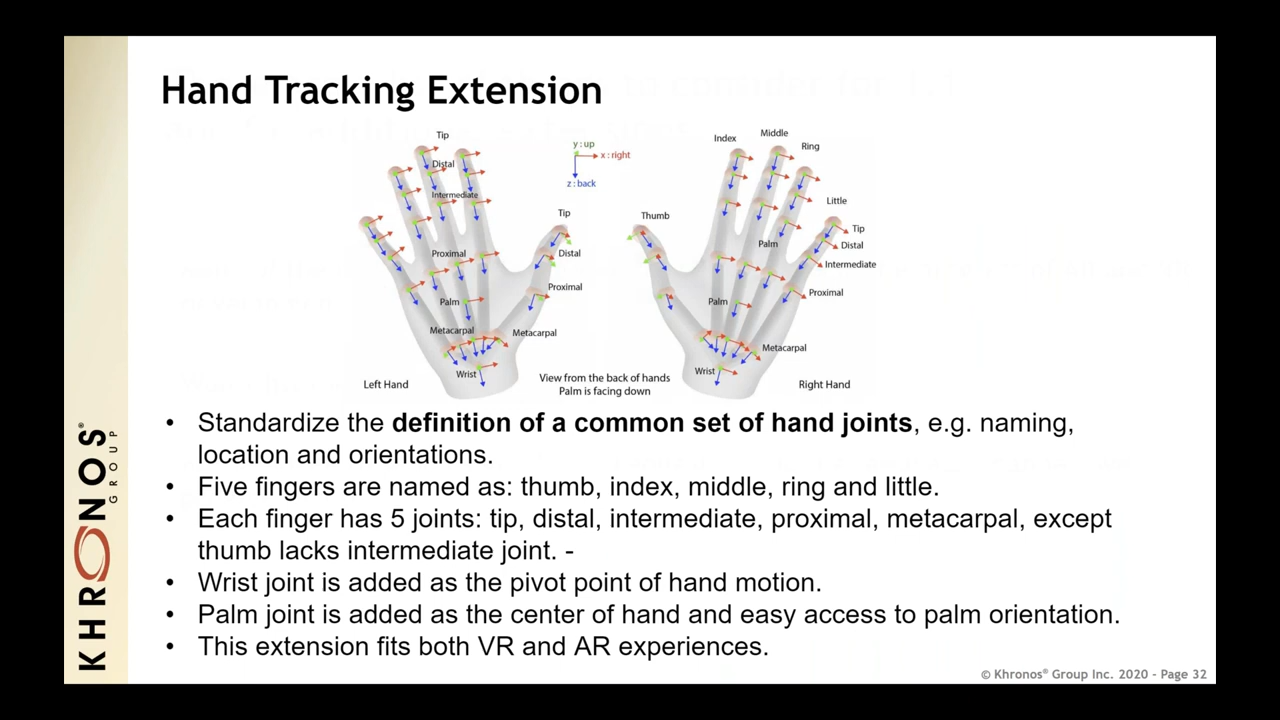 Hand Tracking Extension
Tip
Distal
Intermediate
Proximal
Palm
Metacarpal
Wrist
Left Hand
Tip
Distal
Proximal
Metacarpal
y : up
x : right
z : back
View from the back of hands
Palm is facing down
Thumb
Index
Middle
Ring
Little
Tip
Distal
Intermediate
Proximal
Palm
Palm
Metacarpal
Wrist
Right Hand
• Standardize the definition of a common set of hand joints, e.g. naming,
location and orientations.
• Five fingers are named as: thumb, index, middle, ring and little.
• Each finger has 5 joints: tip, distal, intermediate, proximal, metacarpal, except
thumb lacks intermediate joint. -
• Wrist joint is added as the pivot point of hand motion.
• Palm joint is added as the center of hand and easy access to palm orientation.
• This extension fits both VR and AR experiences.
KHRONOS®
GROUP
© Khronos® Group Inc. 2020 - Page 32